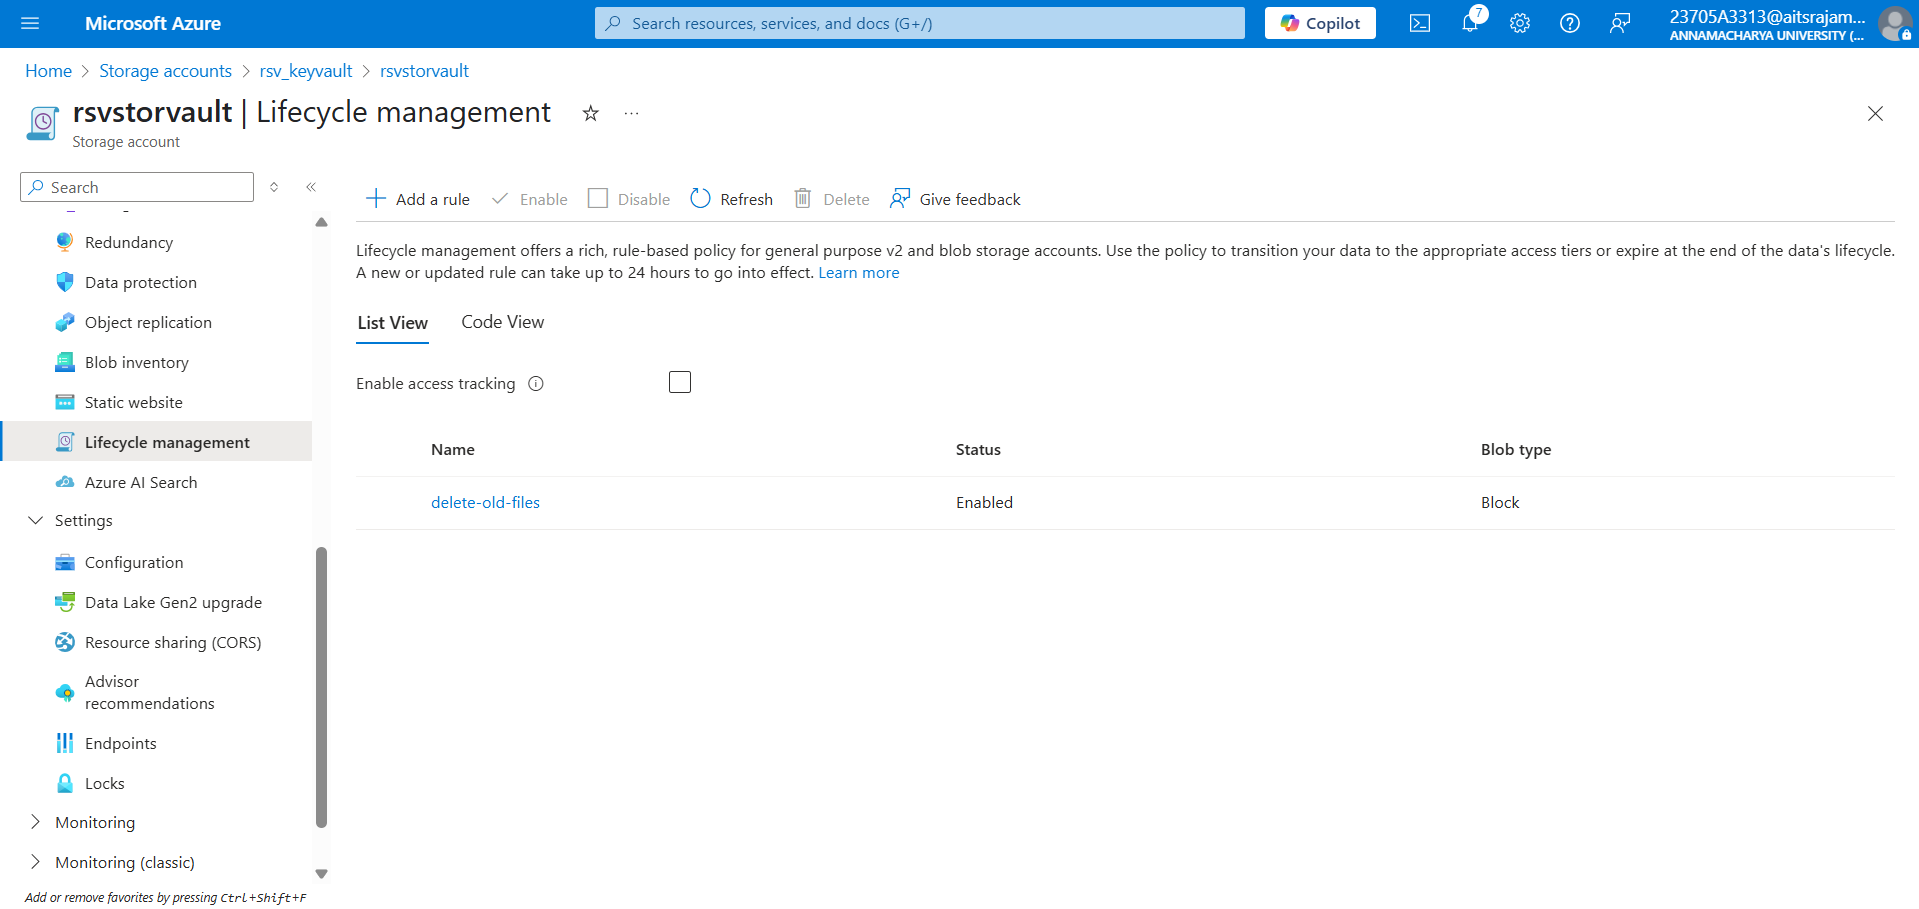 Microsoft Azure
Search resources, services, and docs (G+/)
Copilot
7
23705A3313@aitsrajam...
ANNAMACHARYA UNIVERSITY (...
Home > Storage accounts > rsv_keyvault > rsvstorvault
rsvstorvault | Lifecycle management
Storage account
Search
Redundancy
Data protection
Object replication
Blob inventory
Static website
Lifecycle management
Azure AI Search
Settings
Configuration
Data Lake Gen2 upgrade
Resource sharing (CORS)
Advisor
recommendations
Endpoints
Locks
Monitoring
Monitoring (classic)
Add or remove favorites by pressing Ctrl+Shift+F
Add a rule Enable Disable Refresh Delete Give feedback
Lifecycle management offers a rich, rule-based policy for general purpose v2 and blob storage accounts. Use the policy to transition your data to the appropriate access tiers or expire at the end of the data's lifecycle.
A new or updated rule can take up to 24 hours to go into effect. Learn more
List View Code View
Enable access tracking
Name Status Blob type
delete-old-files Enabled Block